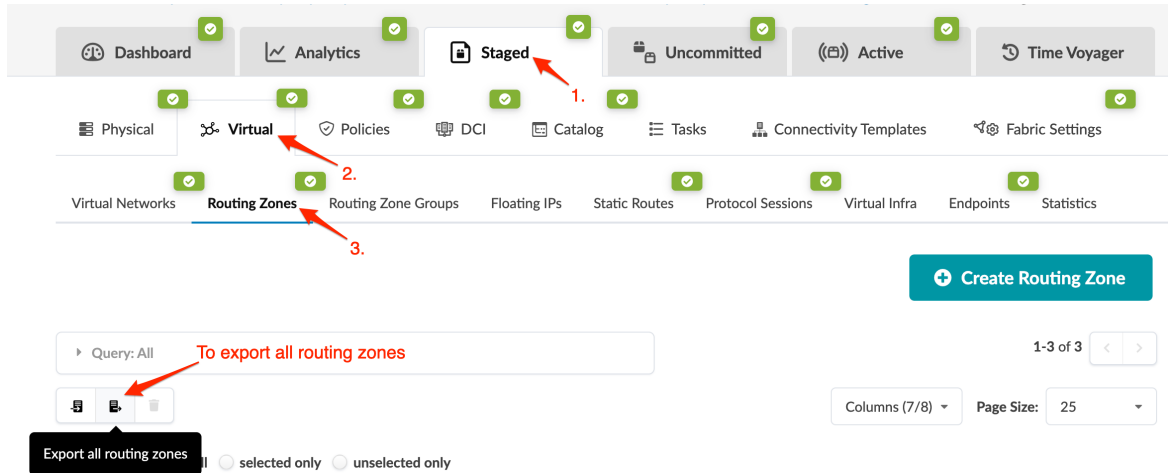 Dashboard Analytics Staged Uncommitted Active Time Voyager
1.
Physical Virtual Policies DCI Catalog Tasks Connectivity Templates Fabric Settings
2.
Virtual Networks Routing Zones Routing Zone Groups Floating IPs Static Routes Protocol Sessions Virtual Infra Endpoints Statistics
3.
Create Routing Zone
Query: All To export all routing zones 1-3 of 3
Columns (7/8) Page Size: 25
Export all routing zones
selected only unselected only